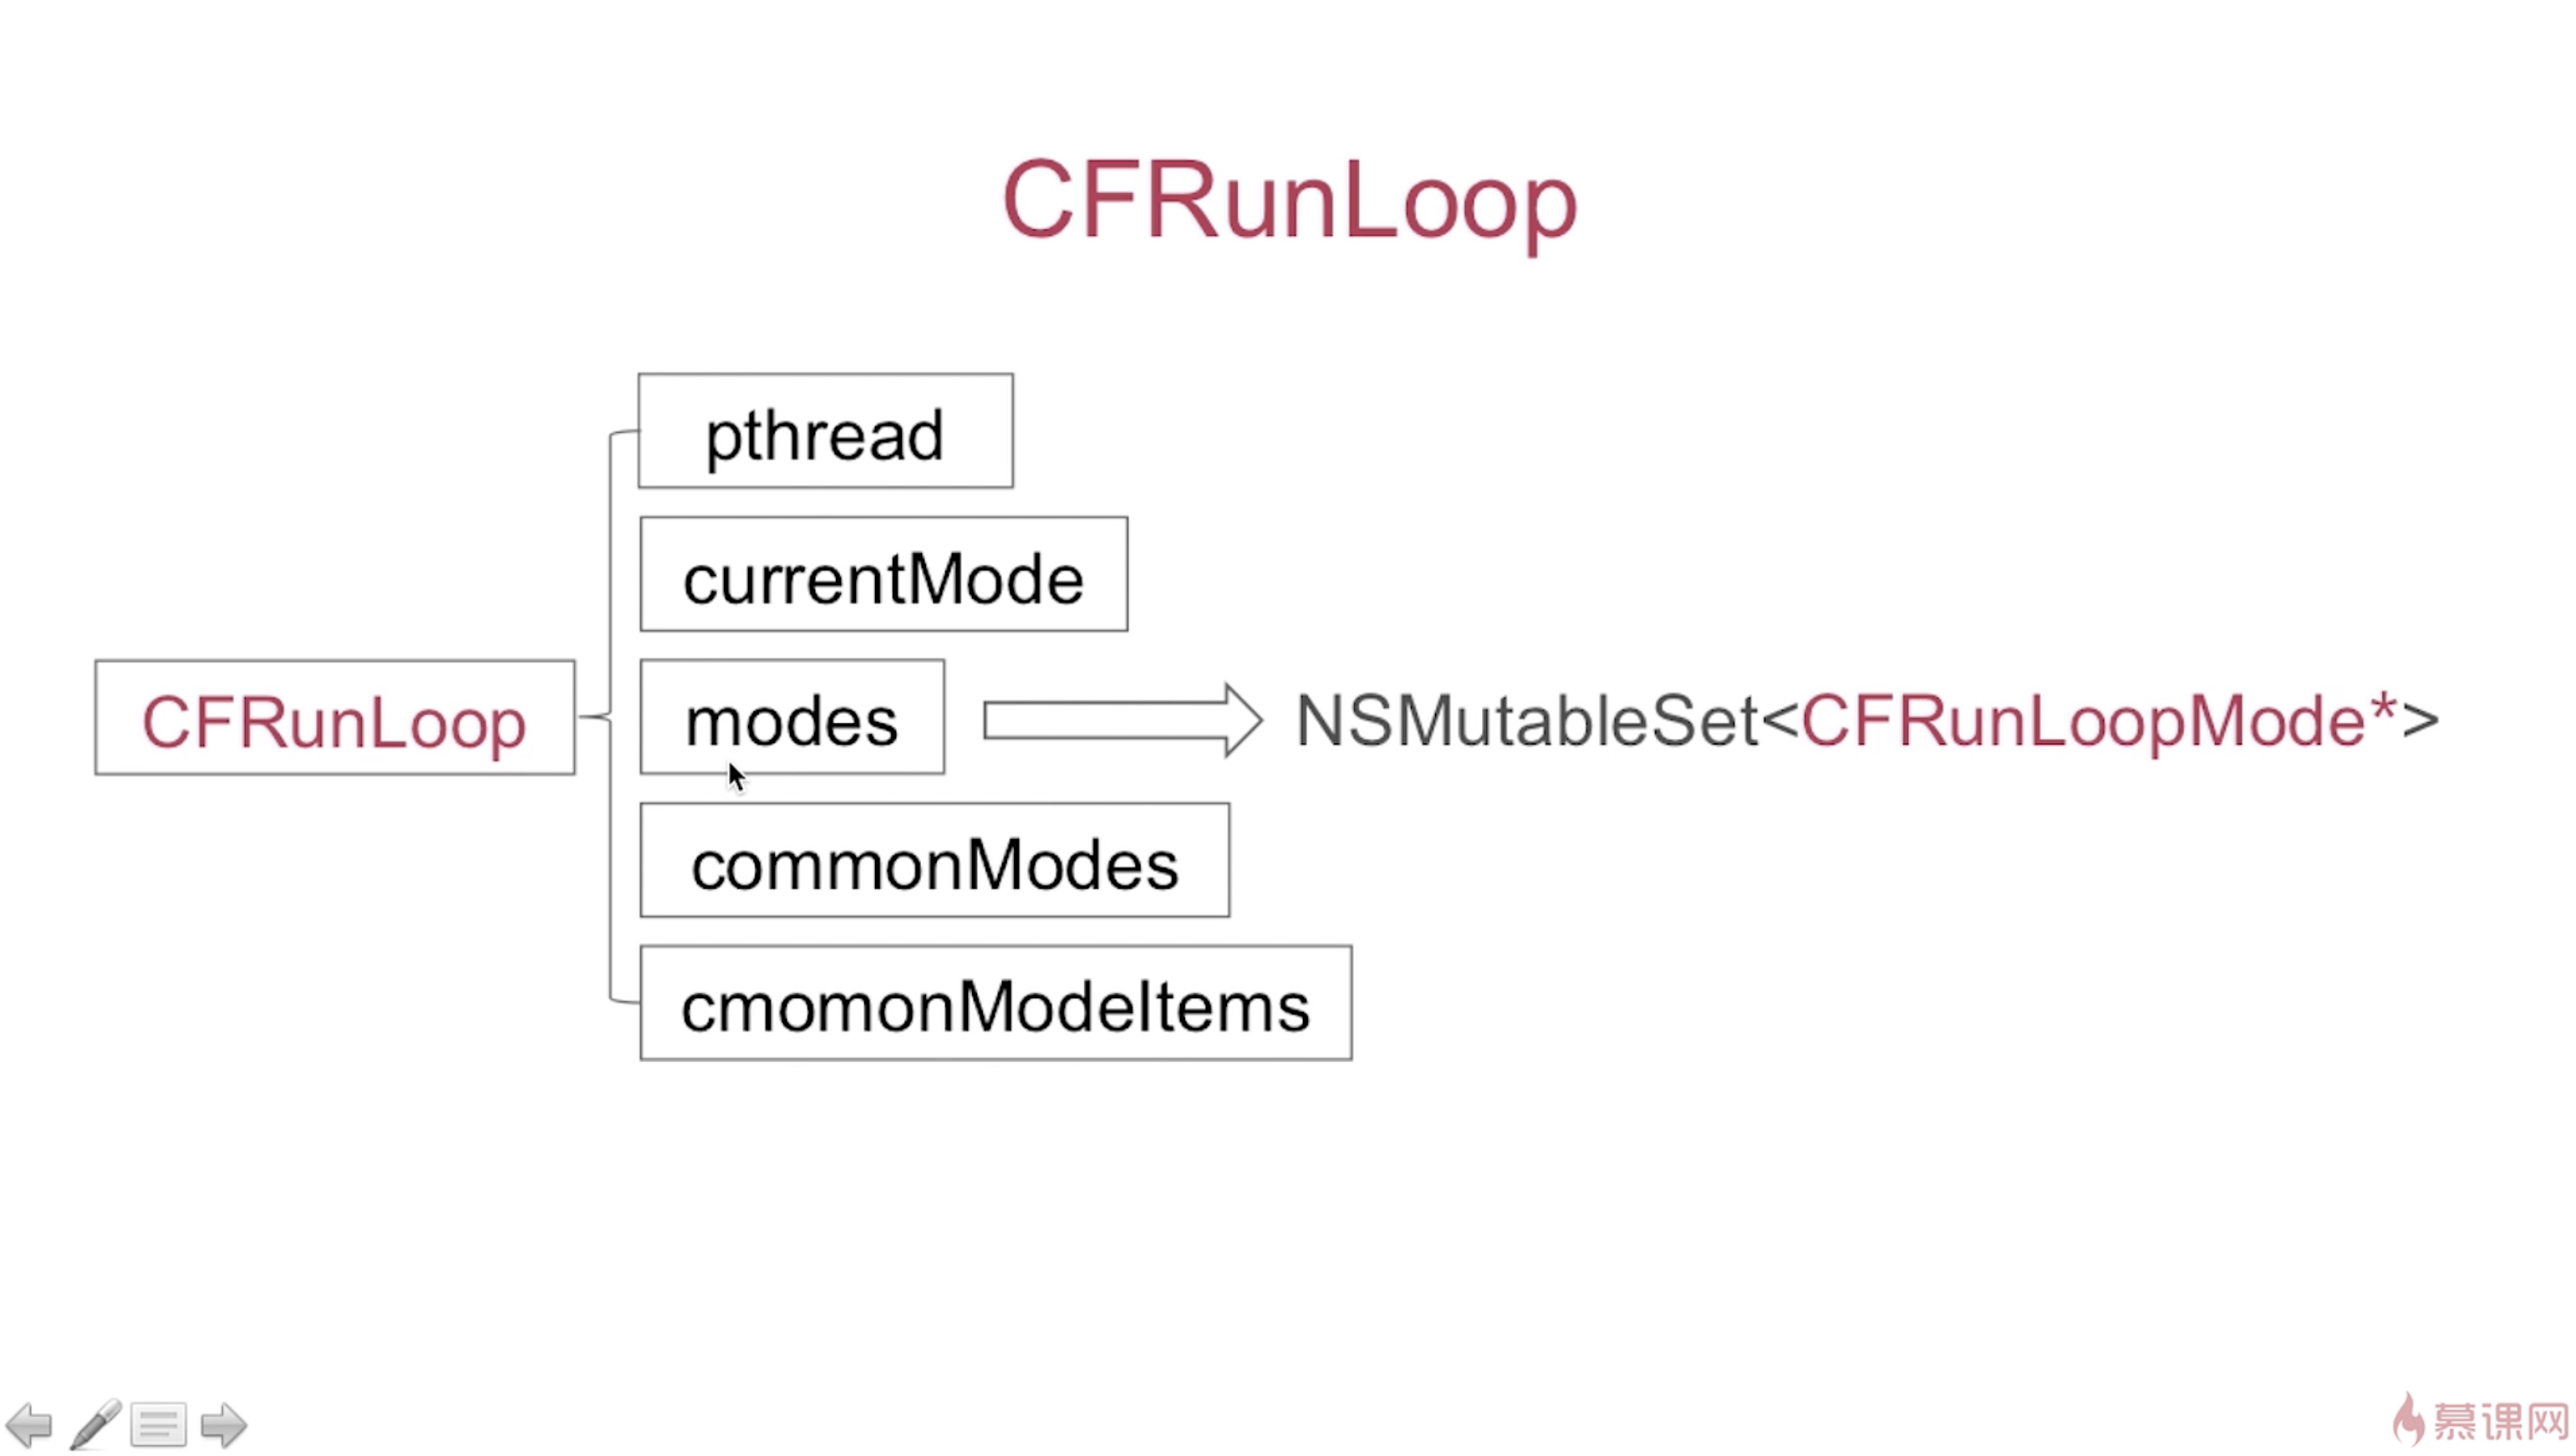 CFRunLoop
pthread
currentMode
CFRunLoop
modes
NSMutableSet<CFRunLoopMode*>
commonModes
cmomonModeItems
慕课网